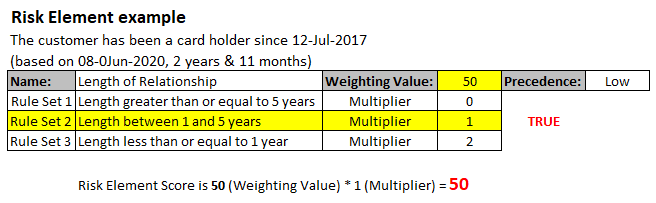 Risk Element example
The customer has been a card holder since 12-Jul-2017
(based on 08-0Jun-2020, 2 years & 11 months)
Name: Length of Relationship Weighting Value: 50 Precedence: Low
Rule Set 1 Length greater than or equal to 5 years Multiplier 0
Rule Set 2 Length between 1 and 5 years Multiplier 1 TRUE
Rule Set 3 Length less than or equal to 1 year Multiplier 2
Risk Element Score is 50 (Weighting Value) * 1 (Multiplier) = 50